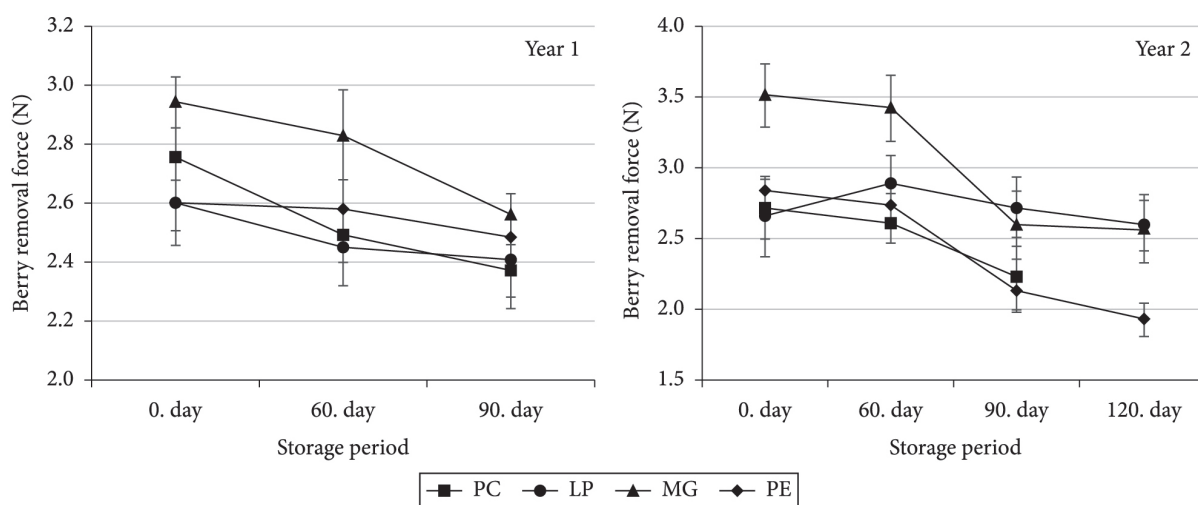 Year 1
Berry removal force (N)
3.2
3.0
2.8
2.6
2.4
2.2
2.0
0. day 60. day 90. day
Storage period
Year 2
Berry removal force (N)
4.0
3.5
3.0
2.5
2.0
1.5
0. day 60. day 90. day 120. day
Storage period
PC LP MG PE